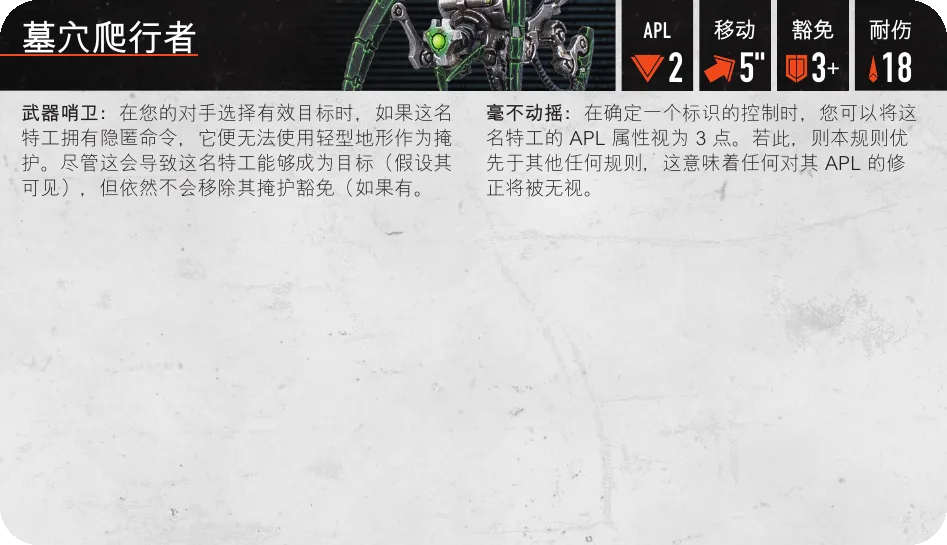 墓穴爬行者
APL 移动 豁免 耐伤
2 5" 3+ 18
武器哨卫：在您的对手选择有效目标时，如果这名
特工拥有隐匿命令，它便无法使用轻型地形作为掩
护。尽管这会导致这名特工能够成为目标（假设其
可见），但依然不会移除其掩护豁免（如果有。
毫不动摇：在确定一个标识的控制时，您可以将这
名特工的 APL 属性视为 3 点。若此，则本规则优
先于其他任何规则，这意味着任何对其 APL 的修
正将被无视。